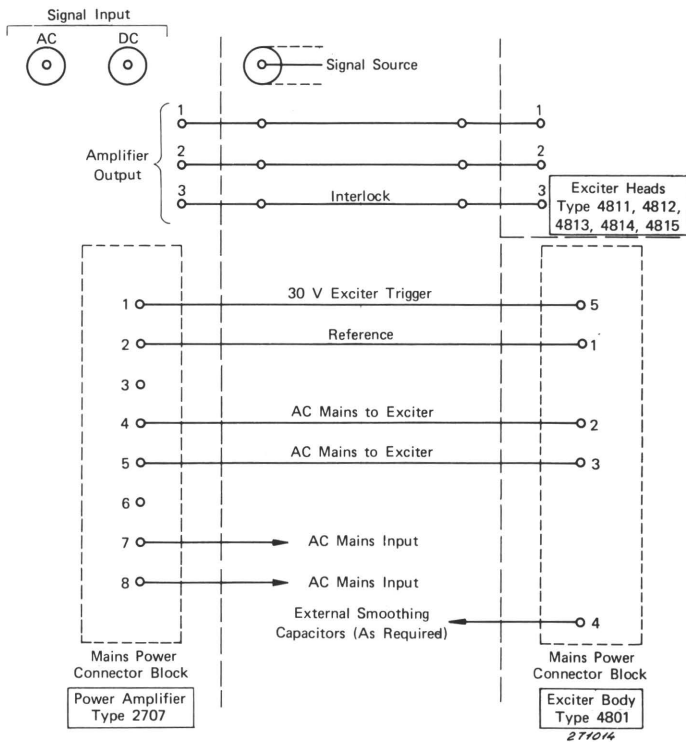 Signal Input
AC DC
Signal Source
1 1
Amplifier
Output
2 2
3 Interlock 3
Exciter Heads
Type 4811, 4812,
4813, 4814, 4815
1 30 V Exciter Trigger 5
2 Reference 1
3
4 AC Mains to Exciter 2
5 AC Mains to Exciter 3
6
7 AC Mains Input
8 AC Mains Input
External Smoothing
Capacitors (As Required)
4
Mains Power
Connector Block
Mains Power
Connector Block
Power Amplifier
Type 2707
Exciter Body
Type 4801
271014